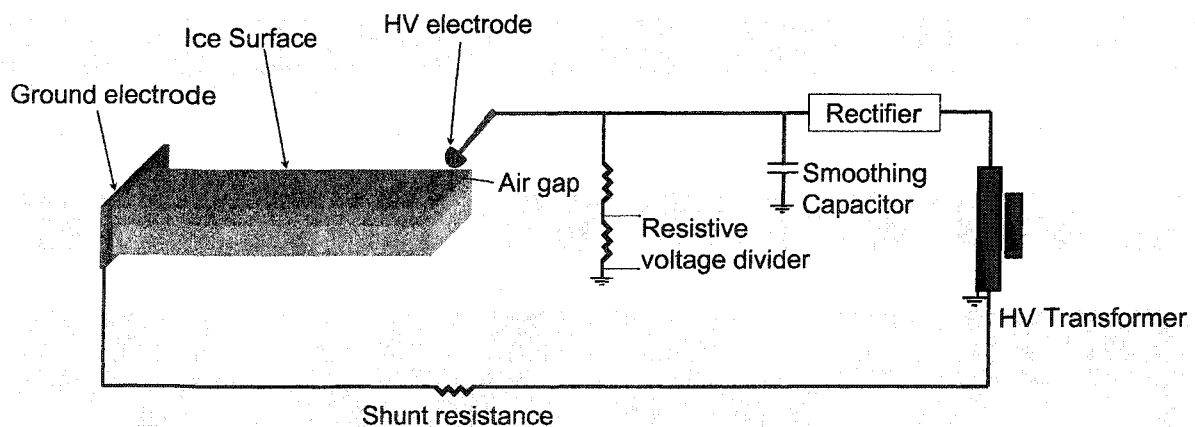 HV electrode
Ice Surface
Ground electrode
Rectifier
Air gap
Smoothing
Capacitor
Resistive
voltage divider
HV Transformer
Shunt resistance